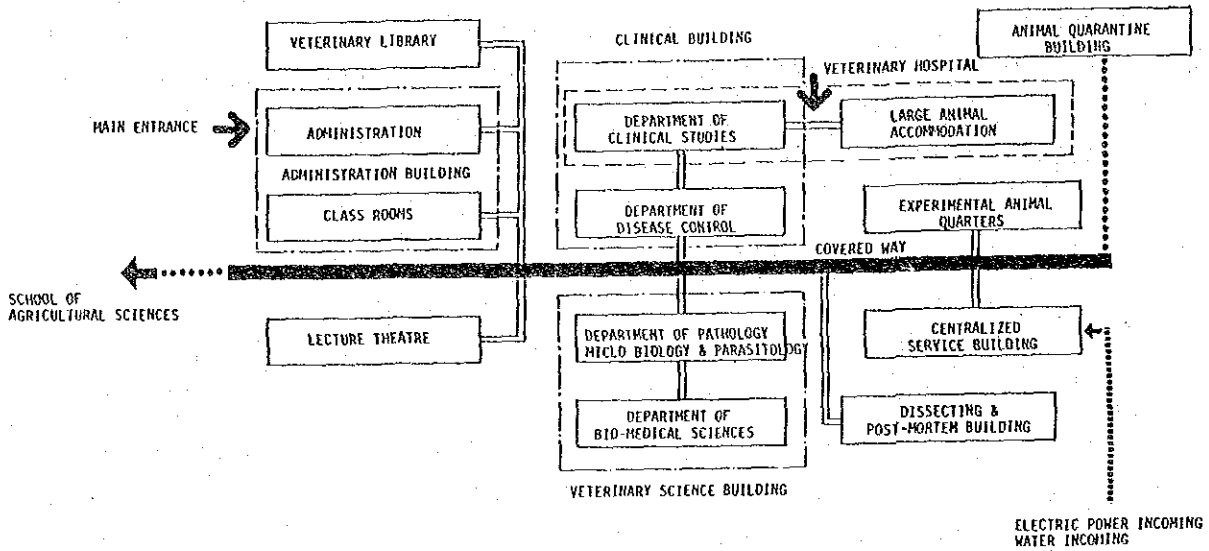 VETERINARY LIBRARY
CLINICAL BUILDING
ANIMAL QUARANTINE
BUILDING
VETERINARY HOSPITAL
MAIN ENTRANCE
ADMINISTRATION
DEPARTMENT OF
CLINICAL STUDIES
LARGE ANIMAL
ACCOMMODATION
ADMINISTRATION BUILDING
CLASS ROOMS
DEPARTMENT OF
DISEASE CONTROL
EXPERIMENTAL ANIMAL
QUARTERS
COVERED WAY
SCHOOL OF
AGRICULTURAL SCIENCES
LECTURE THEATRE
DEPARTMENT OF PATHOLOGY
MICLO BIOLOGY & PARASITOLOGY
CENTRALIZED
SERVICE BUILDING
DEPARTMENT OF
BIO-MEDICAL SCIENCES
DISSECTING &
POST-MORTEM BUILDING
VETERINARY SCIENCE BUILDING
ELECTRIC POWER INCOMING
WATER INCOMING